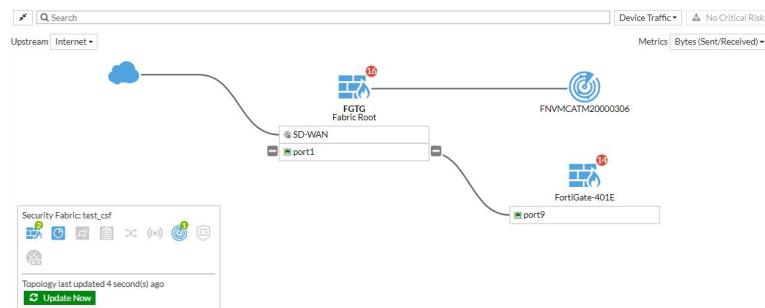 Search
Device Traffic
No Critical Risk
Upstream Internet
Metrics Bytes (Sent/Received)
16
FGTG
Fabric Root
FNVMCATM20000306
SD-WAN
port1
14
FortiGate-401E
port9
Security Fabric: test_csf
2
1
Topology last updated 4 second(s) ago
Update Now